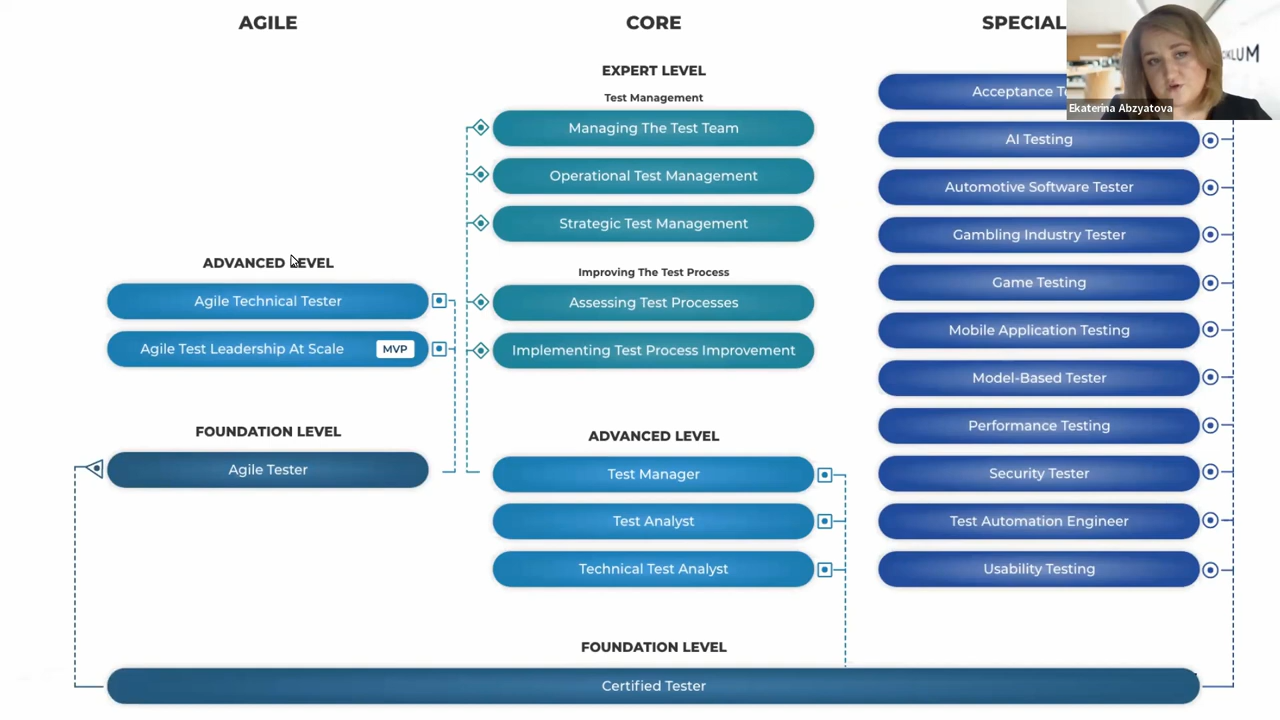 AGILE
CORE
SPECIAL
EXPERT LEVEL
Test Management
Managing The Test Team
Operational Test Management
Strategic Test Management
Improving The Test Process
Assessing Test Processes
Implementing Test Process Improvement
ADVANCED LEVEL
Agile Technical Tester
Agile Test Leadership At Scale
MVP
FOUNDATION LEVEL
Agile Tester
ADVANCED LEVEL
Test Manager
Test Analyst
Technical Test Analyst
Acceptance
AI Testing
Automotive Software Tester
Gambling Industry Tester
Game Testing
Mobile Application Testing
Model-Based Tester
Performance Testing
Security Tester
Test Automation Engineer
Usability Testing
FOUNDATION LEVEL
Certified Tester
Ekaterina Abzyatova